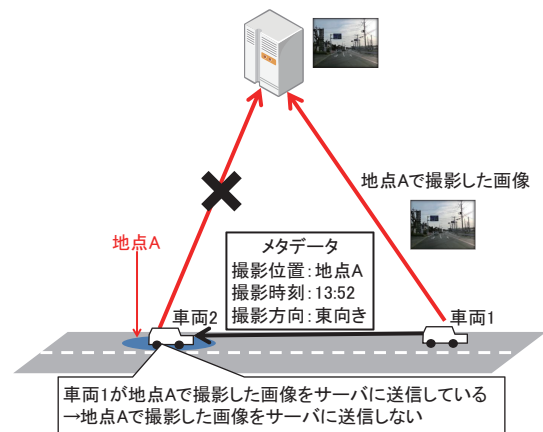 地点Aで撮影した画像
地点A
メタデータ
撮影位置:地点A
撮影時刻:13:52
撮影方向:東向き
車両2
車両1
車両1が地点Aで撮影した画像をサーバに送信している
→地点Aで撮影した画像をサーバに送信しない